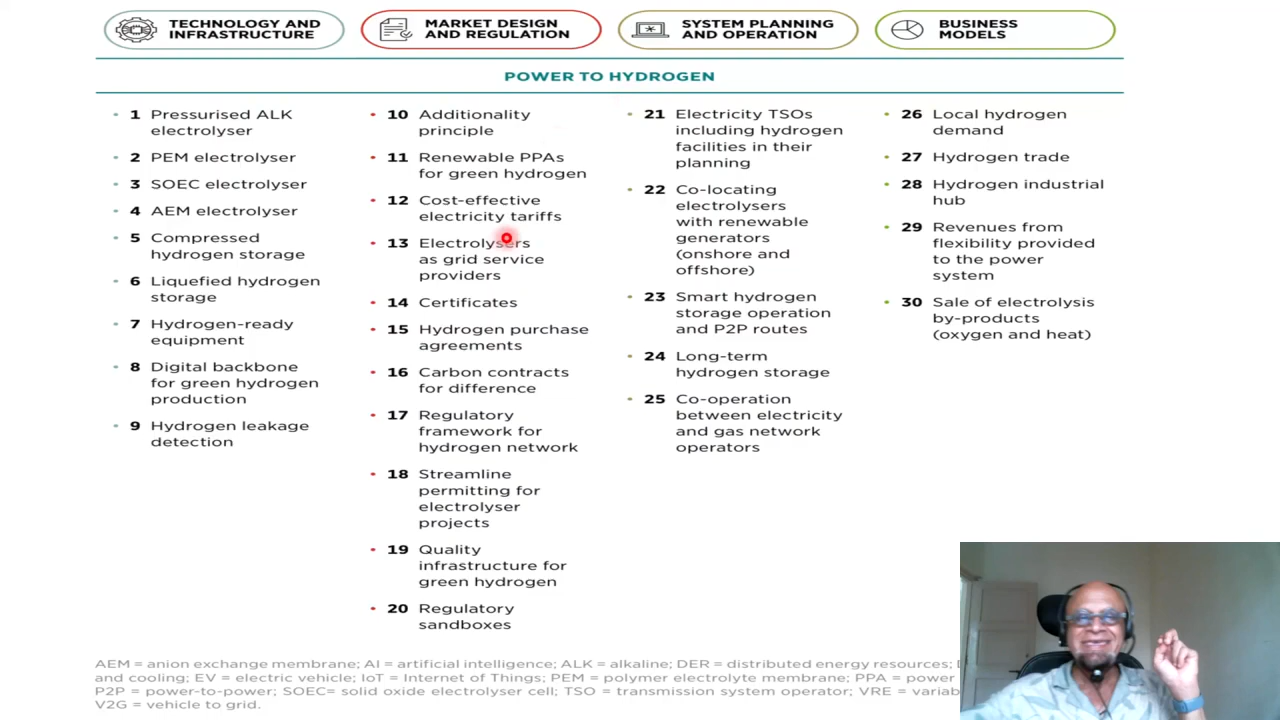 TECHNOLOGY AND
INFRASTRUCTURE
MARKET DESIGN
AND REGULATION
SYSTEM PLANNING
AND OPERATION
BUSINESS
MODELS
POWER TO HYDROGEN
1 Pressurised ALK
electrolyser
2 PEM electrolyser
3 SOEC electrolyser
4 AEM electrolyser
5 Compressed
hydrogen storage
6 Liquefied hydrogen
storage
7 Hydrogen-ready
equipment
8 Digital backbone
for green hydrogen
production
9 Hydrogen leakage
detection
10 Additionality
principle
11 Renewable PPAs
for green hydrogen
12 Cost-effective
electricity tariffs
13 Electrolysers
as grid service
providers
14 Certificates
15 Hydrogen purchase
agreements
16 Carbon contracts
for difference
17 Regulatory
framework for
hydrogen network
18 Streamline
permitting for
electrolyser
projects
19 Quality
infrastructure for
green hydrogen
20 Regulatory
sandboxes
21 Electricity TSOs
including hydrogen
facilities in their
planning
22 Co-locating
electrolysers
with renewable
generators
(onshore and
offshore)
23 Smart hydrogen
storage operation
and P2P routes
24 Long-term
hydrogen storage
25 Co-operation
between electricity
and gas network
operators
26 Local hydrogen
demand
27 Hydrogen trade
28 Hydrogen industrial
hub
29 Revenues from
flexibility provided
to the power
system
30 Sale of electrolysis
by-products
(oxygen and heat)
AEM = anion exchange membrane; AI = artificial intelligence; ALK = alkaline; DER = distributed energy resources;
and cooling; EV = electric vehicle; IoT = Internet of Things; PEM = polymer electrolyte membrane; PPA = power
P2P = power-to-power; SOEC= solid oxide electrolyser cell; TSO = transmission system operator; VRE = variab
V2G = vehicle to grid.